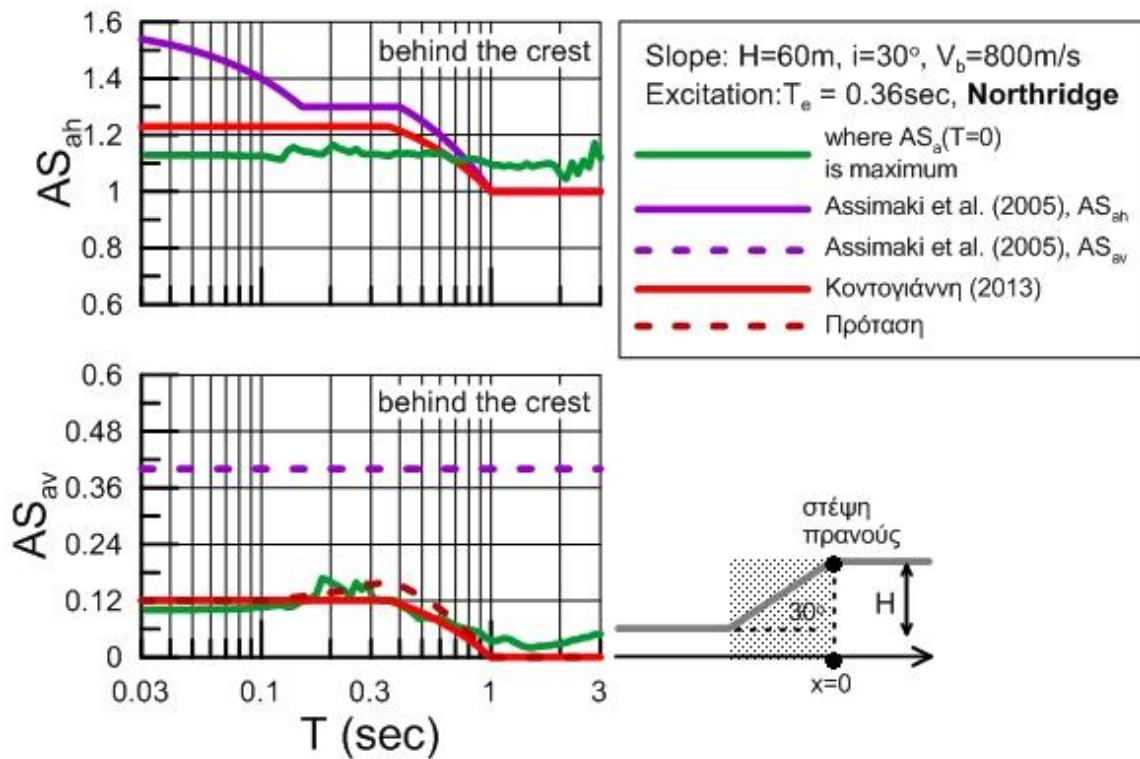 1.6
behind the crest
1.4
1.2
1
0.8
0.6
AS_ah
Slope: H=60m, i=30°, V_b=800m/s
Excitation:T_e = 0.36sec, Northridge
where AS_a(T=0)
is maximum
Assimaki et al. (2005), AS_ah
Assimaki et al. (2005), AS_av
Κοντογιάννη (2013)
Πρόταση
0.6
behind the crest
0.48
0.36
0.24
0.12
0
AS_av
0.03 0.1 0.3 1 3
T (sec)
στέψη
πρανούς
30°
H
x=0